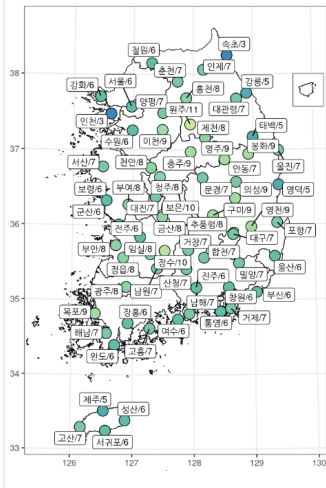 속초/3
철원/6
춘천/7
인제/7
38
강화/6
서울/6
홍천/8
강릉/5
양평/7
원주/11
대관령/7
인천/3
제천/8
태백/5
수원/6
이천/9
영주/9
봉화/9
37
서산/7
천안/8
충주/9
안동/7
울진/7
보령/6
부여/8
청주/8
문경/7
의성/9
영덕/5
군산/6
대전/7
보은/10
구미/9
영천/9
36
전주/6
금산/8
추풍령/8
포항/7
부안/8
임실/8
거창/7
대구/7
정읍/8
장수/10
합천/7
울산/6
광주/8
남원/7
산청/7
진주/6
밀양/7
35
목포/9
장흥/6
남해/7
창원/6
부산/6
해남/7
여수/6
통영/6
거제/7
완도/6
고흥/7
34
제주/5
성산/6
고산/7
서귀포/6
33
126
127
128
129
130